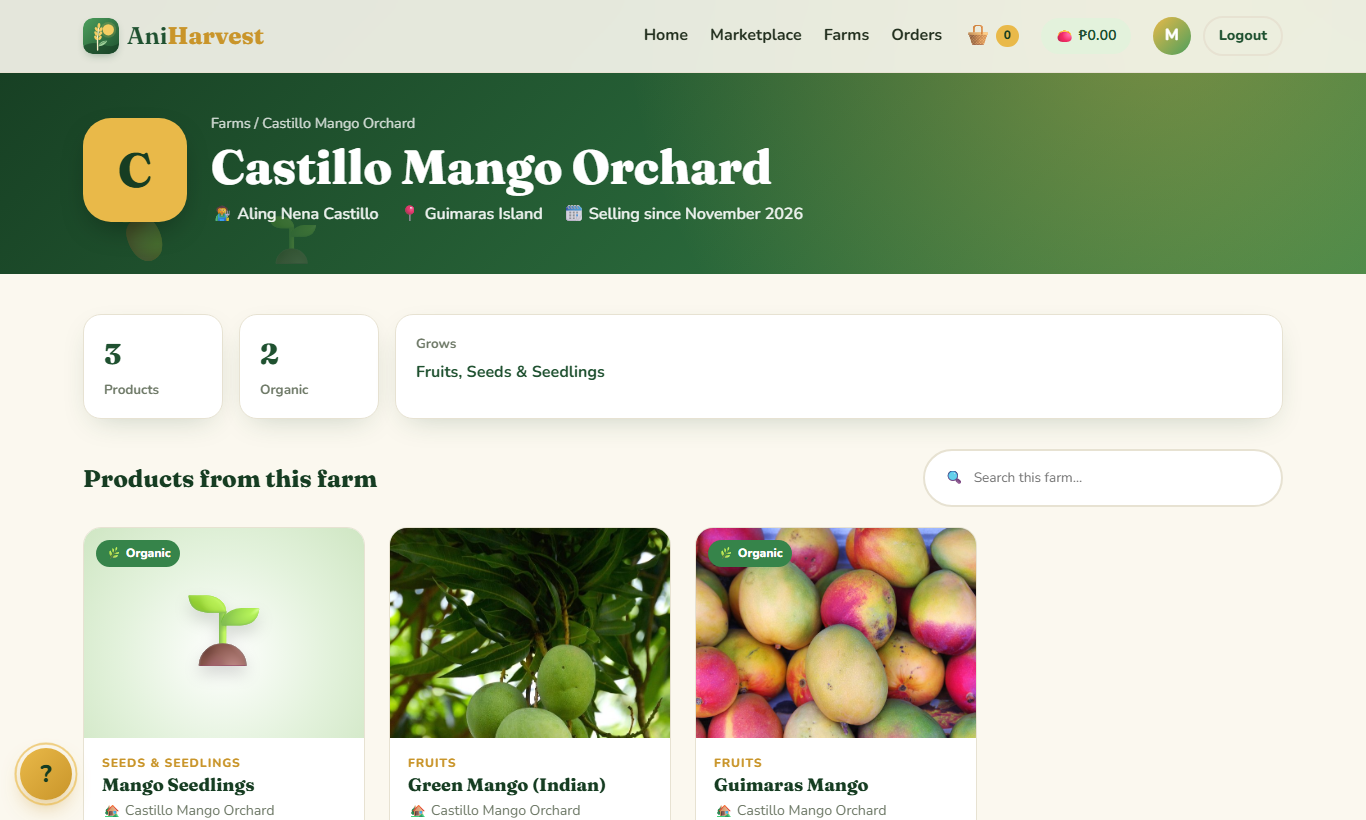 AniHarvest
Home Marketplace Farms Orders 0 ₱0.00 M Logout
C
Farms / Castillo Mango Orchard
Castillo Mango Orchard
Aling Nena Castillo Guimaras Island Selling since November 2026
3
Products
2
Organic
Grows
Fruits, Seeds & Seedlings
Products from this farm
Search this farm...
Organic
SEEDS & SEEDLINGS
Mango Seedlings
Castillo Mango Orchard
FRUITS
Green Mango (Indian)
Castillo Mango Orchard
Organic
FRUITS
Guimaras Mango
Castillo Mango Orchard
?